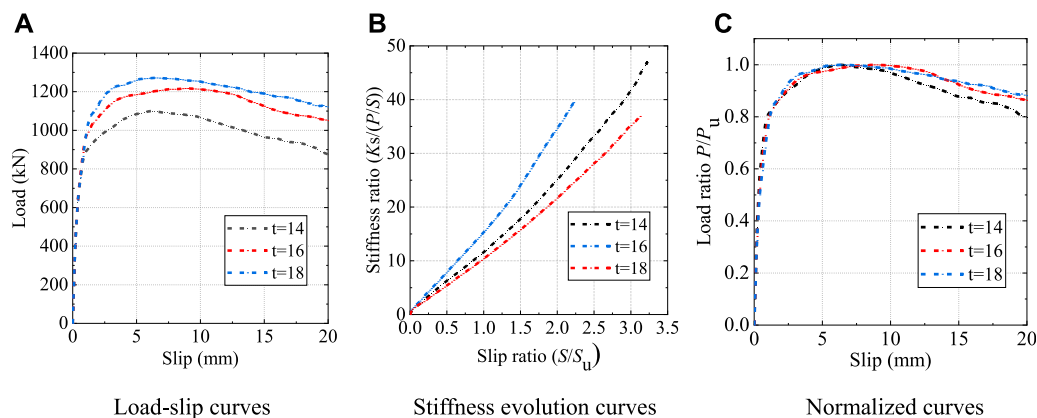 A
1400
1200
1000
800
600
400
200
0
Load (kN)
t=14
t=16
t=18
0
5
10
15
20
Slip (mm)
Load-slip curves
B
50
40
30
20
10
0
Stiffness ratio (Ks/(P/S))
t=14
t=16
t=18
0.0
0.5
1.0
1.5
2.0
2.5
3.0
3.5
Slip ratio (S/Su)
Stiffness evolution curves
C
1.0
0.8
0.6
0.4
0.2
0.0
Load ratio P/Pu
t=14
t=16
t=18
0
5
10
15
20
Slip (mm)
Normalized curves